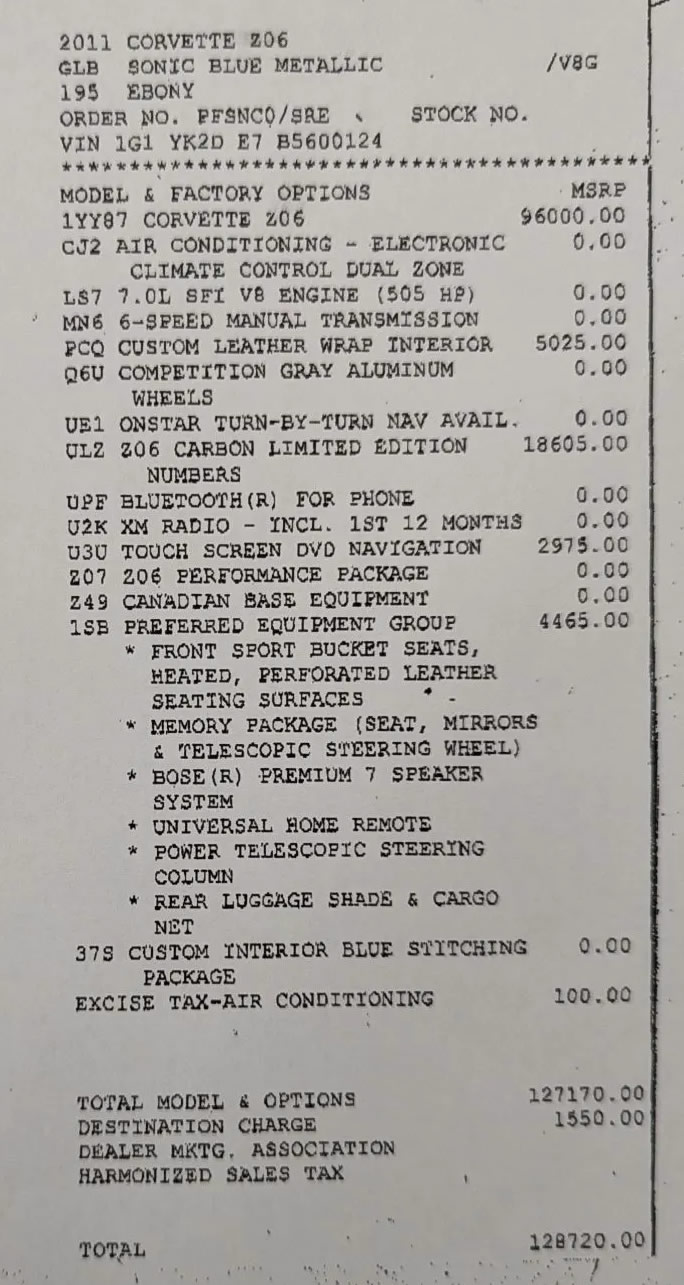 2011 CORVETTE Z06
GLB SONIC BLUE METALLIC /V8G
195 EBONY
ORDER NO. PFSNCQ/SRE STOCK NO.
VIN 1G1 YK2D E7 B5600124
********************************************
MODEL & FACTORY OPTIONS MSRP
1YY87 CORVETTE Z06 96000.00
CJ2 AIR CONDITIONING - ELECTRONIC 0.00
CLIMATE CONTROL DUAL ZONE
LS7 7.0L SFI V8 ENGINE (505 HP) 0.00
MN6 6-SPEED MANUAL TRANSMISSION 0.00
PCQ CUSTOM LEATHER WRAP INTERIOR 5025.00
Q6U COMPETITION GRAY ALUMINUM 0.00
WHEELS
UE1 ONSTAR TURN-BY-TURN NAV AVAIL. 0.00
ULZ Z06 CARBON LIMITED EDITION 18605.00
NUMBERS
UPF BLUETOOTH(R) FOR PHONE 0.00
U2K XM RADIO - INCL. 1ST 12 MONTHS 0.00
U3U TOUCH SCREEN DVD NAVIGATION 2975.00
Z07 Z06 PERFORMANCE PACKAGE 0.00
Z49 CANADIAN BASE EQUIPMENT 0.00
1SB PREFERRED EQUIPMENT GROUP 4465.00
* FRONT SPORT BUCKET SEATS,
HEATED, PERFORATED LEATHER
SEATING SURFACES
* MEMORY PACKAGE (SEAT, MIRRORS
& TELESCOPIC STEERING WHEEL)
* BOSE(R) PREMIUM 7 SPEAKER
SYSTEM
* UNIVERSAL HOME REMOTE
* POWER TELESCOPIC STEERING
COLUMN
* REAR LUGGAGE SHADE & CARGO
NET
37S CUSTOM INTERIOR BLUE STITCHING 0.00
PACKAGE
EXCISE TAX-AIR CONDITIONING 100.00
TOTAL MODEL & OPTIONS 127170.00
DESTINATION CHARGE 1550.00
DEALER MKTG. ASSOCIATION
HARMONIZED SALES TAX
TOTAL 128720.00